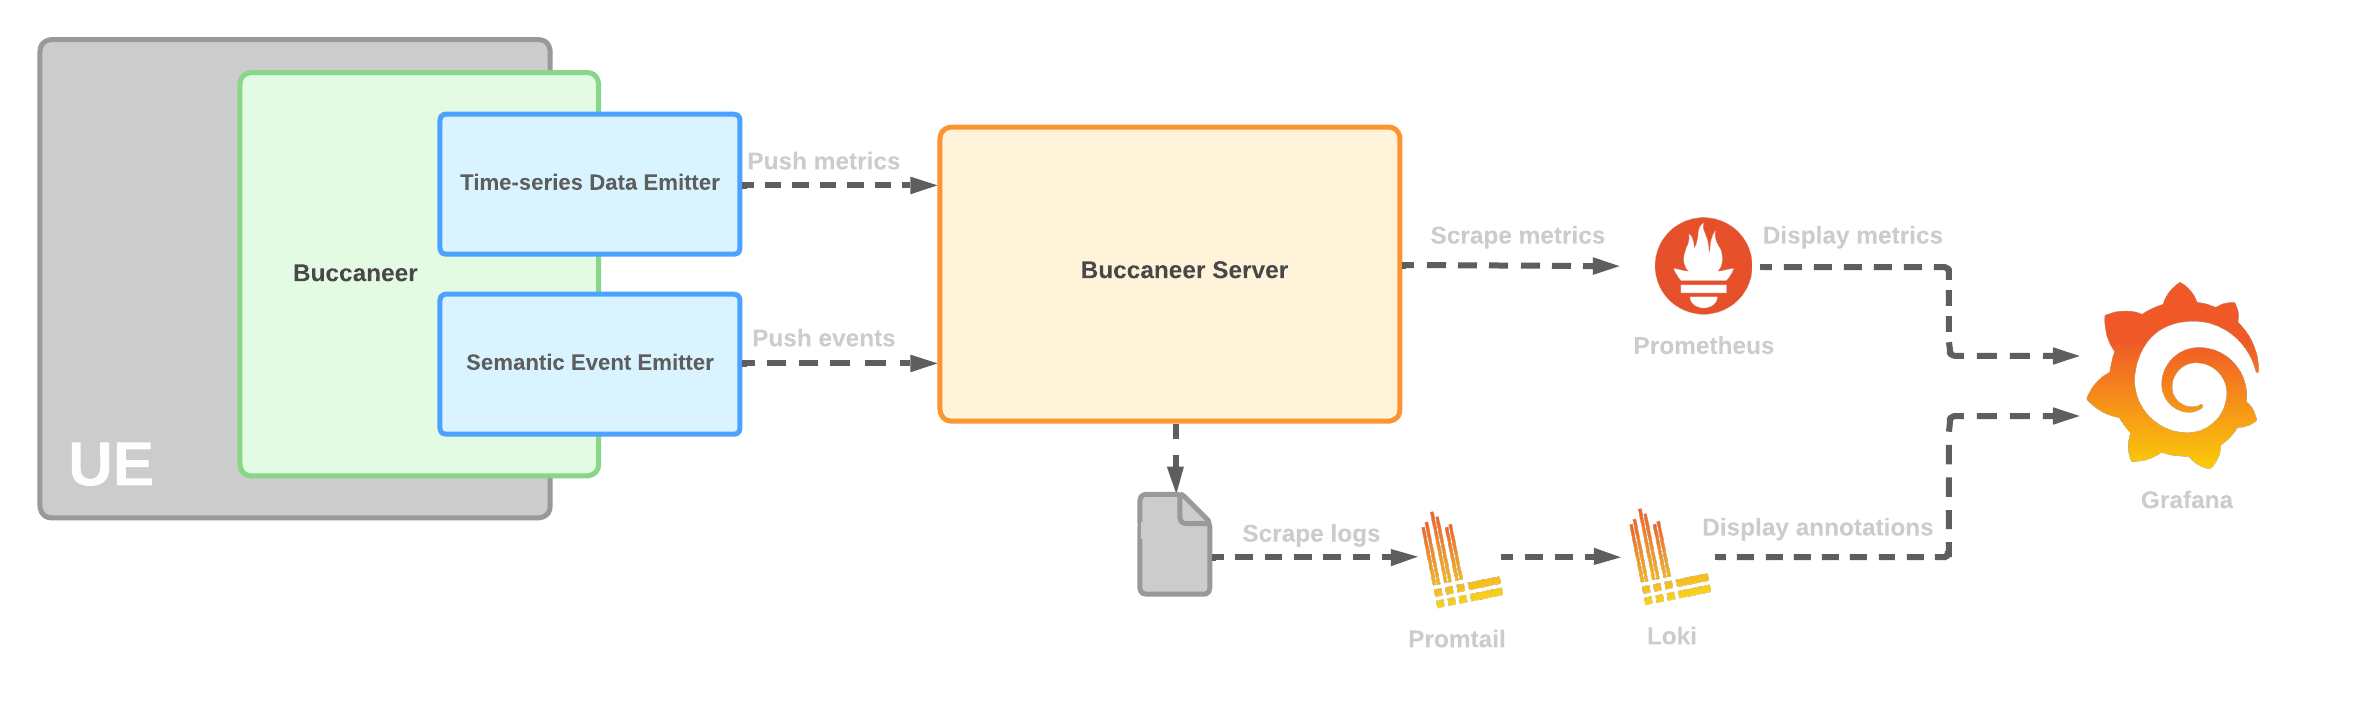 UE
Buccaneer
Time-series Data Emitter
Semantic Event Emitter
Push metrics
Push events
Buccaneer Server
Scrape metrics
Prometheus
Display metrics
Scrape logs
Promtail
Loki
Display annotations
Grafana